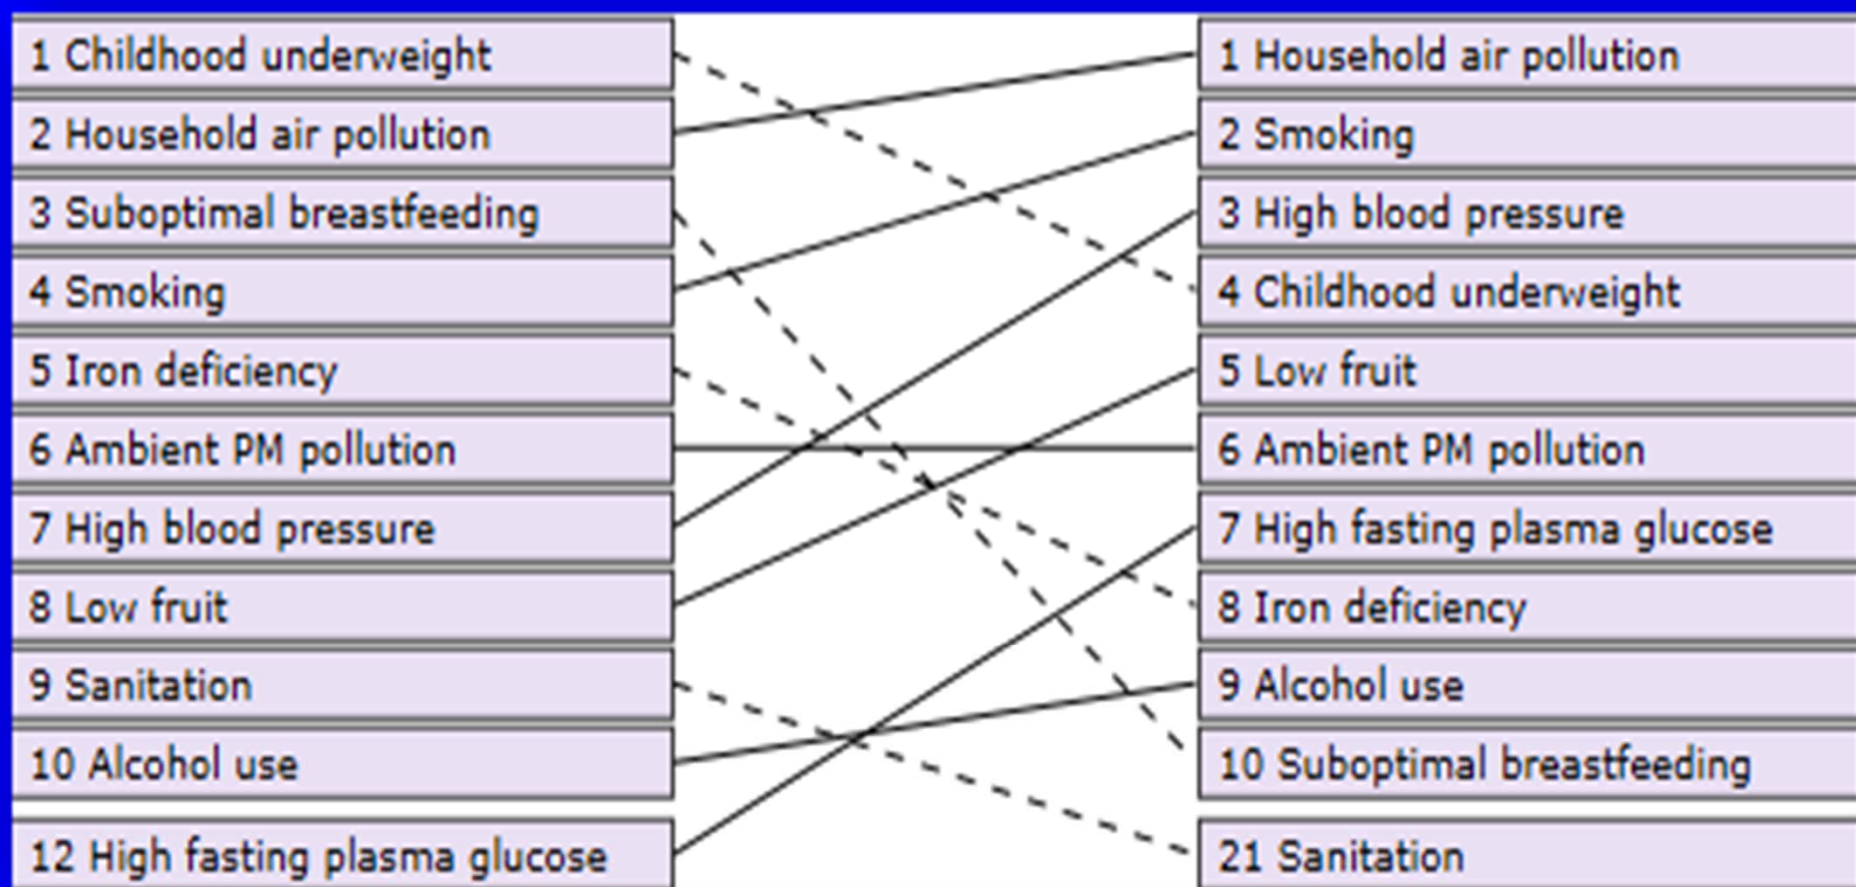 1 Childhood underweight
2 Household air pollution
3 Suboptimal breastfeeding
4 Smoking
5 Iron deficiency
6 Ambient PM pollution
7 High blood pressure
8 Low fruit
9 Sanitation
10 Alcohol use
12 High fasting plasma glucose
1 Household air pollution
2 Smoking
3 High blood pressure
4 Childhood underweight
5 Low fruit
6 Ambient PM pollution
7 High fasting plasma glucose
8 Iron deficiency
9 Alcohol use
10 Suboptimal breastfeeding
21 Sanitation